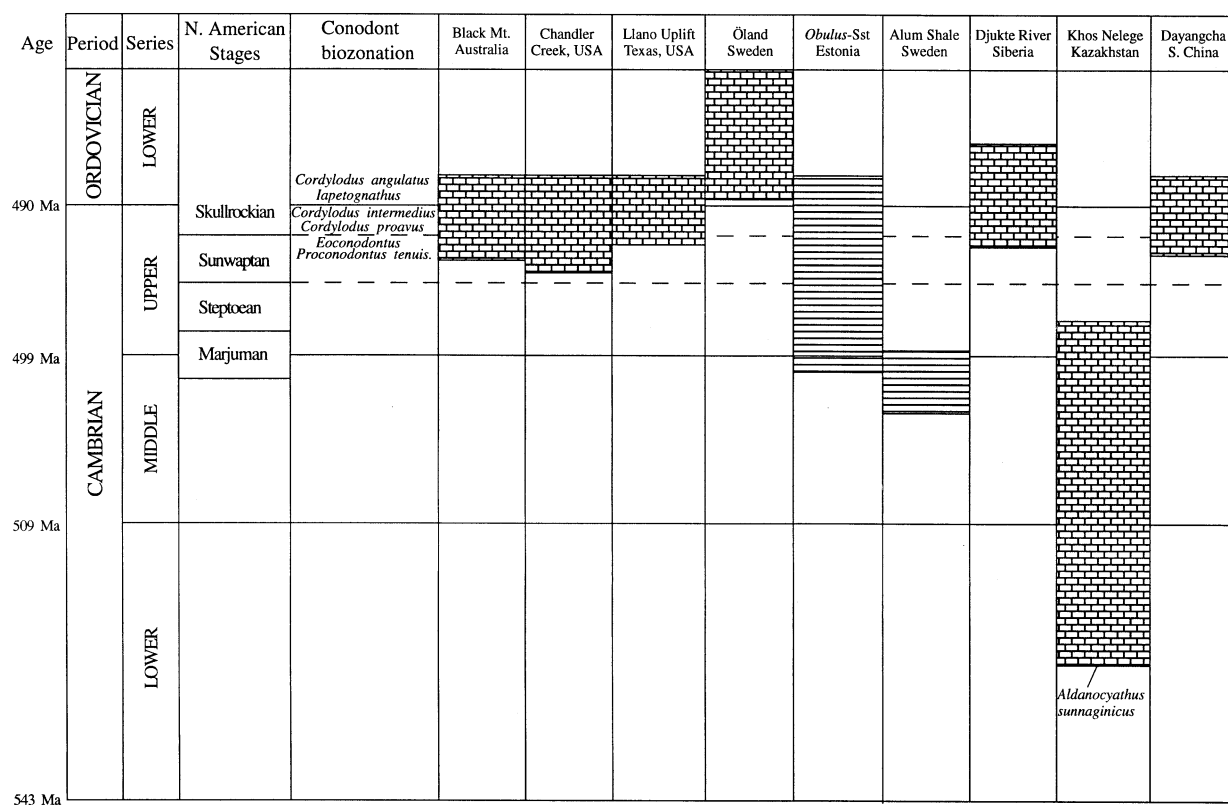 Age
Period
Series
N. American
Stages
Conodont
biozonation
Black Mt.
Australia
Chandler
Creek, USA
Llano Uplift
Texas, USA
Öland
Sweden
Obulus-Sst
Estonia
Alum Shale
Sweden
Djukte River
Siberia
Khos Nelege
Kazakhstan
Dayangcha
S. China
ORDOVICIAN
LOWER
Cordylodus angulatus
Iapetognathus
490 Ma
Skullrockian
Cordylodus intermedius
Cordylodus proavus
Eoconodontus
Proconodontus tenuis.
Sunwaptan
UPPER
Steptoean
Marjuman
499 Ma
CAMBRIAN
MIDDLE
509 Ma
LOWER
Aldanocyathus
sunnaginicus
543 Ma